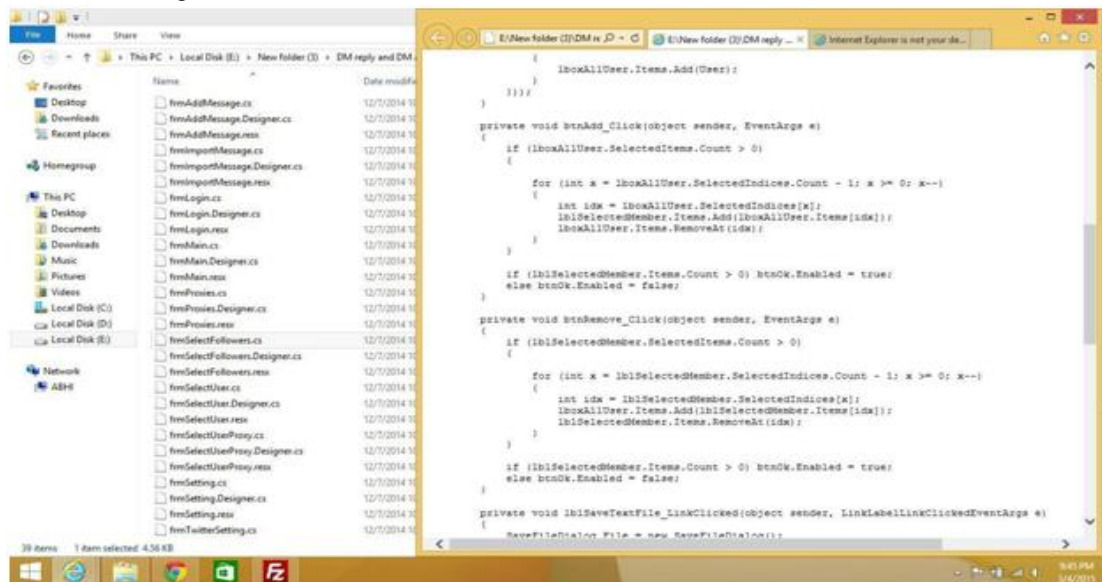 File Home Share View
This PC > Local Disk (E:) > New folder (3) > DM reply and DM
Favorites
Desktop
Downloads
Recent places
Homegroup
This PC
Desktop
Documents
Downloads
Music
Pictures
Videos
Local Disk (C:)
Local Disk (D:)
Local Disk (E:)
Network
ABHI
Name Date
frmAddMessage.cs
frmAddMessage.Designer.cs
frmAddMessage.resx
frmImportMessage.cs
frmImportMessage.Designer.cs
frmImportMessage.resx
frmLogin.cs
frmLogin.Designer.cs
frmLogin.resx
frmMain.cs
frmMain.Designer.cs
frmMain.resx
frmProxies.cs
frmProxies.Designer.cs
frmProxies.resx
frmSelectFollowers.cs
frmSelectFollowers.Designer.cs
frmSelectFollowers.resx
frmSelectUser.cs
frmSelectUser.Designer.cs
frmSelectUser.resx
frmSelectUserProxy.cs
frmSelectUserProxy.Designer.cs
frmSelectUserProxy.resx
frmSetting.cs
frmSetting.Designer.cs
frmSetting.resx
frmTwitterSetting.cs
39 items 1 item selected 4.56 KB
E:\New folder (3)\DM re
E:\New folder (3)\DM reply ...
Internet Explorer is not your de...
{
lboxAllUser.Items.Add(User);
}
}));
}
private void btnAdd_Click(object sender, EventArgs e)
{
if (lboxAllUser.SelectedItems.Count > 0)
{
for (int x = lboxAllUser.SelectedIndices.Count - 1; x >= 0; x--)
{
int idx = lboxAllUser.SelectedIndices[x];
lblSelectedMember.Items.Add(lboxAllUser.Items[idx]);
lboxAllUser.Items.RemoveAt(idx);
}
}
if (lblSelectedMember.Items.Count > 0) btnOk.Enabled = true;
else btnOk.Enabled = false;
}
private void btnRemove_Click(object sender, EventArgs e)
{
if (lblSelectedMember.SelectedItems.Count > 0)
{
for (int x = lblSelectedMember.SelectedIndices.Count - 1; x >= 0; x--)
{
int idx = lblSelectedMember.SelectedIndices[x];
lboxAllUser.Items.Add(lblSelectedMember.Items[idx]);
lblSelectedMember.Items.RemoveAt(idx);
}
}
if (lblSelectedMember.Items.Count > 0) btnOk.Enabled = true;
else btnOk.Enabled = false;
}
private void lblSaveTextFile_LinkClicked(object sender, LinkLabelLinkClickedEventArgs e)
{
SaveFileDialog File = new SaveFileDialog();
9:45 PM
5/4/2015